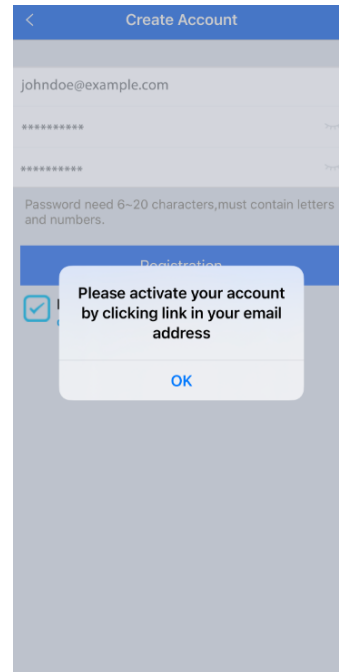 Create Account
johndoe@example.com
**********
**********
Password need 6~20 characters,must contain letters
and numbers.
Registration
Please activate your account
by clicking link in your email
address
OK